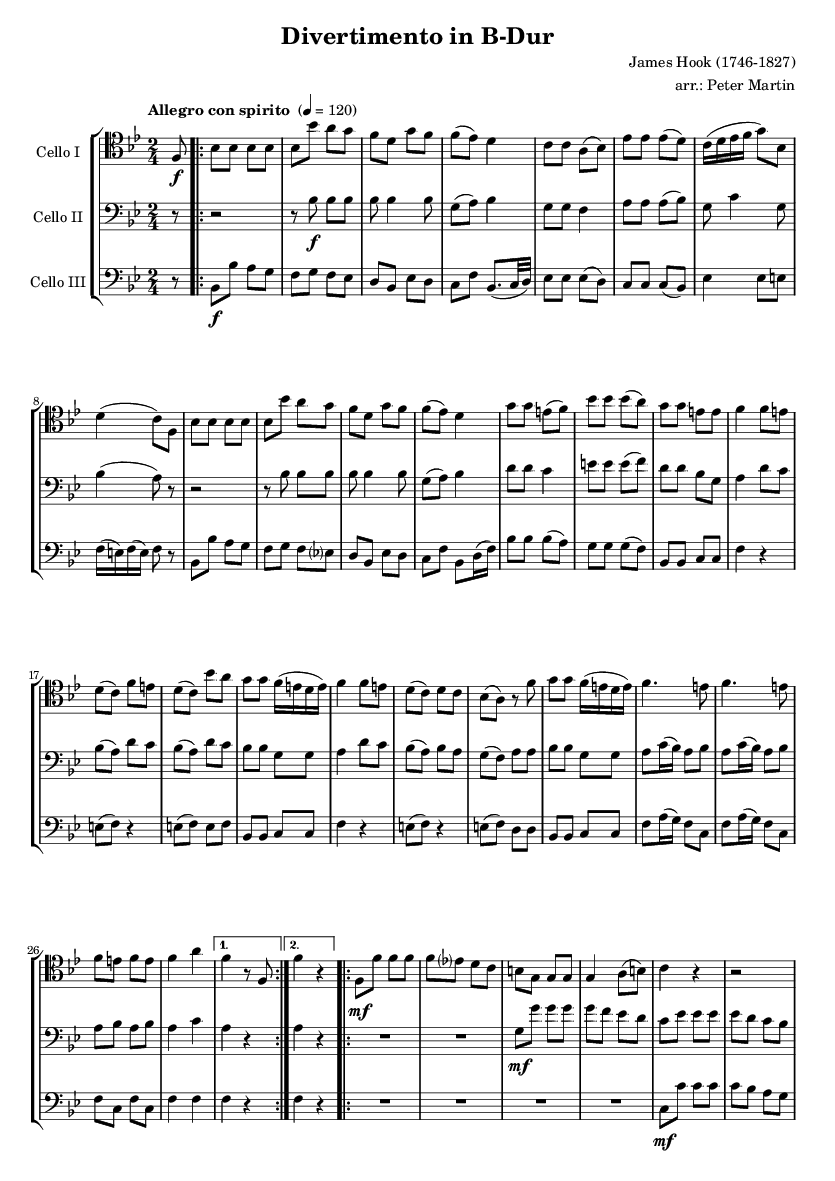 Divertimento in B-Dur
James Hook (1746-1827)
arr.: Peter Martin
Allegro con spirito (♩ = 120)
Cello I
f
Cello II
f
Cello III
f
8
17
26
1.
2.
mf
mf
mf